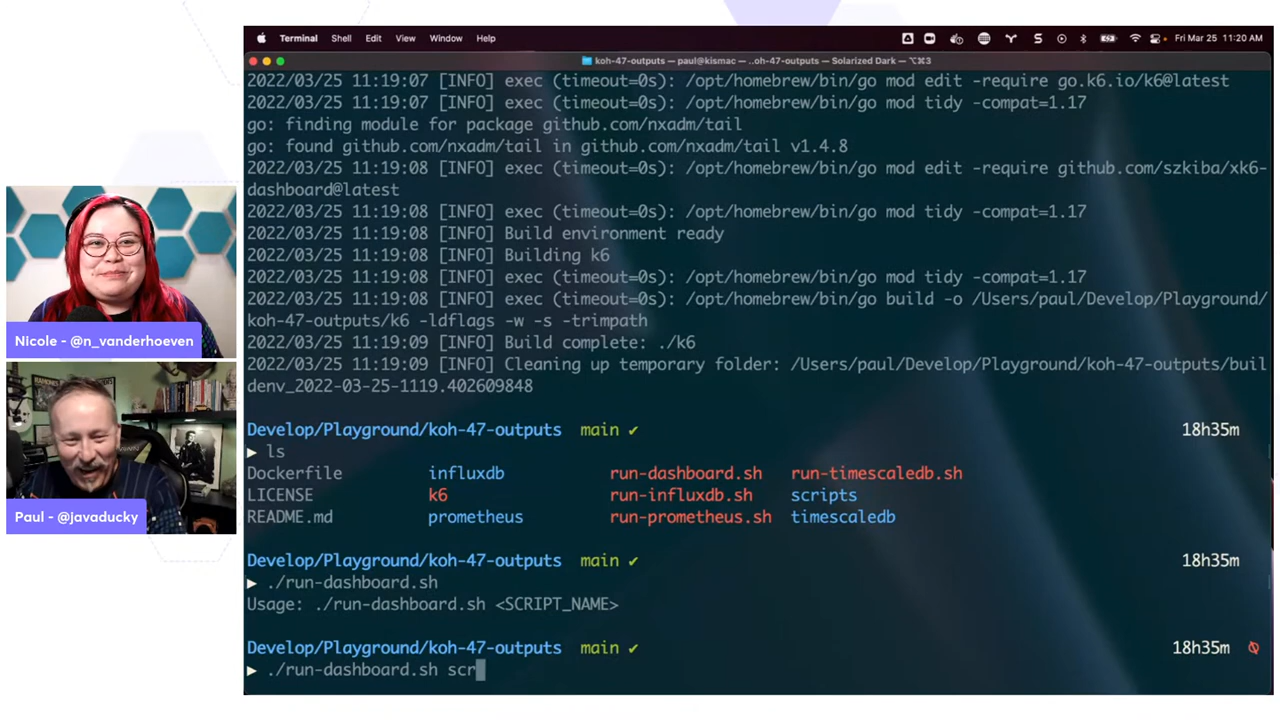 Terminal Shell Edit View Window Help Fri Mar 25 11:20 AM
koh-47-outputs — paul@kismac — ..oh-47-outputs — Solarized Dark — ⌥⌘3
2022/03/25 11:19:07 [INFO] exec (timeout=0s): /opt/homebrew/bin/go mod edit -require go.k6.io/k6@latest
2022/03/25 11:19:07 [INFO] exec (timeout=0s): /opt/homebrew/bin/go mod tidy -compat=1.17
go: finding module for package github.com/nxadm/tail
go: found github.com/nxadm/tail in github.com/nxadm/tail v1.4.8
2022/03/25 11:19:08 [INFO] exec (timeout=0s): /opt/homebrew/bin/go mod edit -require github.com/szkiba/xk6-
dashboard@latest
2022/03/25 11:19:08 [INFO] exec (timeout=0s): /opt/homebrew/bin/go mod tidy -compat=1.17
2022/03/25 11:19:08 [INFO] Build environment ready
2022/03/25 11:19:08 [INFO] Building k6
2022/03/25 11:19:08 [INFO] exec (timeout=0s): /opt/homebrew/bin/go mod tidy -compat=1.17
2022/03/25 11:19:08 [INFO] exec (timeout=0s): /opt/homebrew/bin/go build -o /Users/paul/Develop/Playground/
koh-47-outputs/k6 -ldflags -w -s -trimpath
2022/03/25 11:19:09 [INFO] Build complete: ./k6
2022/03/25 11:19:09 [INFO] Cleaning up temporary folder: /Users/paul/Develop/Playground/koh-47-outputs/buil
denv_2022-03-25-1119.402609848
Develop/Playground/koh-47-outputs main ✔ 18h35m
▶ ls
Dockerfile influxdb run-dashboard.sh run-timescaledb.sh
LICENSE k6 run-influxdb.sh scripts
README.md prometheus run-prometheus.sh timescaledb
Develop/Playground/koh-47-outputs main ✔ 18h35m
▶ ./run-dashboard.sh
Usage: ./run-dashboard.sh <SCRIPT_NAME>
Develop/Playground/koh-47-outputs main ✔ 18h35m
▶ ./run-dashboard.sh scr
Nicole - @n_vanderhoeven
Paul - @javaducky